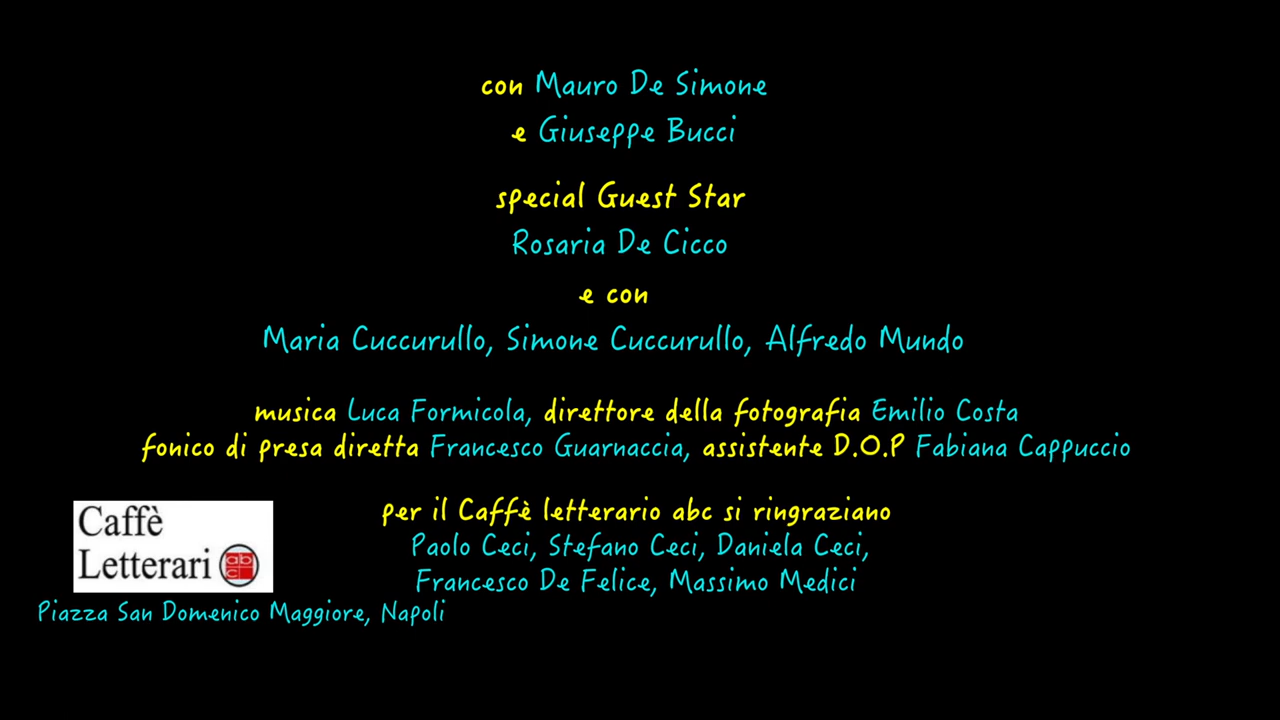 con Mauro De Simone
e Giuseppe Bucci
special Guest Star
Rosaria De Cicco
e con
Maria Cuccurullo, Simone Cuccurullo, Alfredo Mundo
musica Luca Formicola, direttore della fotografia Emilio Costa
fonico di presa diretta Francesco Guarnaccia, assistente D.O.P Fabiana Cappuccio
per il Caffè letterario abc si ringraziano
Paolo Ceci, Stefano Ceci, Daniela Ceci,
Francesco De Felice, Massimo Medici
Caffè
Letterari abc
Piazza San Domenico Maggiore, Napoli